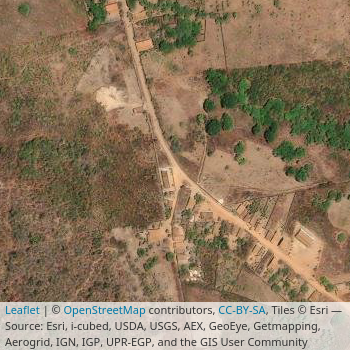 Leaflet | © OpenStreetMap contributors, CC-BY-SA, Tiles © Esri —
Source: Esri, i-cubed, USDA, USGS, AEX, GeoEye, Getmapping,
Aerogrid, IGN, IGP, UPR-EGP, and the GIS User Community